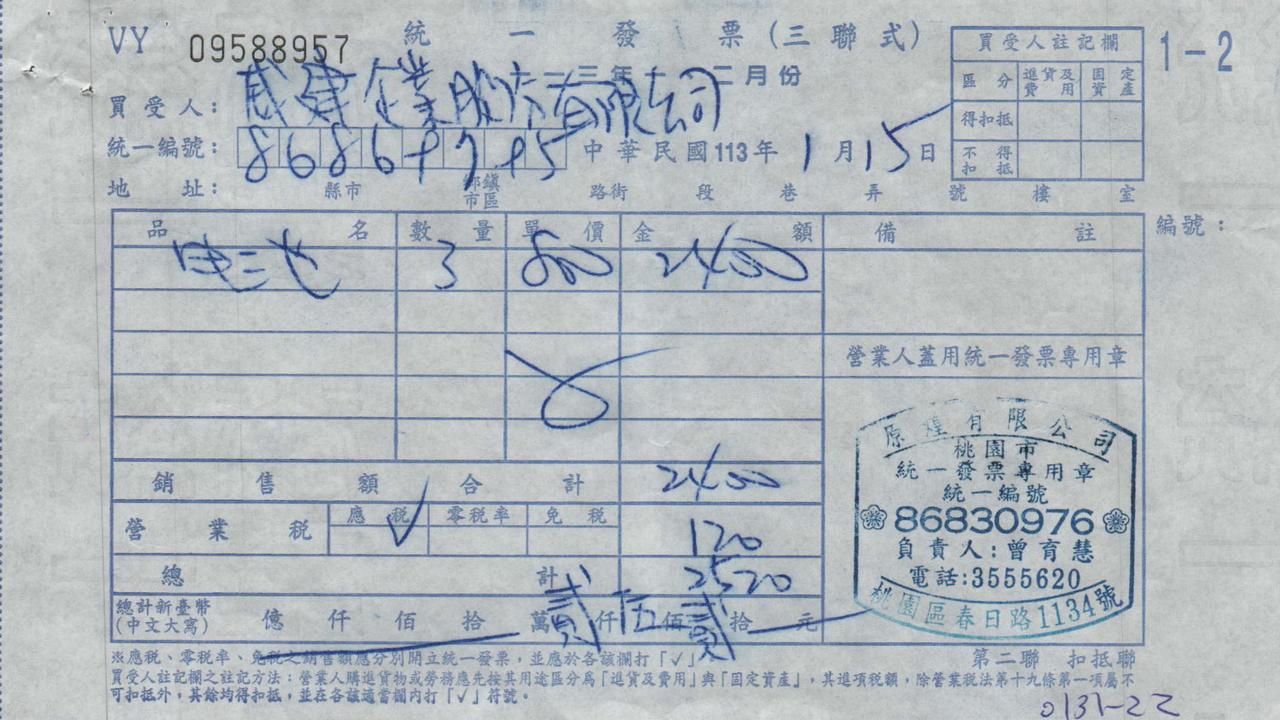 VY 09588957 統一發票(三聯式)
一一三年十一、十二月份
1-2
買受人註記欄
區分 進貨及費用 固定資產
得扣抵
不得扣抵
買受人: 企業股份有限公司
統一編號: 中華民國113年1月15日
地址: 縣市 鄉鎮市區 路街 段 巷 弄 號 樓 室
品名 數量 單價 金額 備註 編號:
电池 3 800 2400
營業人蓋用統一發票專用章
銷售額合計 2400
營業稅 應稅 ✓ 零稅率 免稅 120
總計 2520
總計新臺幣(中文大寫) 億 仟 佰 拾 萬 貳仟 伍佰 貳拾 元
原煌有限公司
桃園市
統一發票專用章
統一編號
86830976
負責人:曾育慧
電話:3555620
桃園區春日路1134號
※應稅、零稅率、免稅之銷售額應分別開立統一發票,並應於各該欄打「✓」。
第二聯 扣抵聯
買受人註記欄之註記方法:營業人購進貨物或勞務應先按其用途區分為「進貨及費用」與「固定資產」,其進項稅額,除營業稅法第十九條第一項屬不
可扣抵外,其餘均得扣抵,並在各該適當欄內打「✓」符號。
0131-22